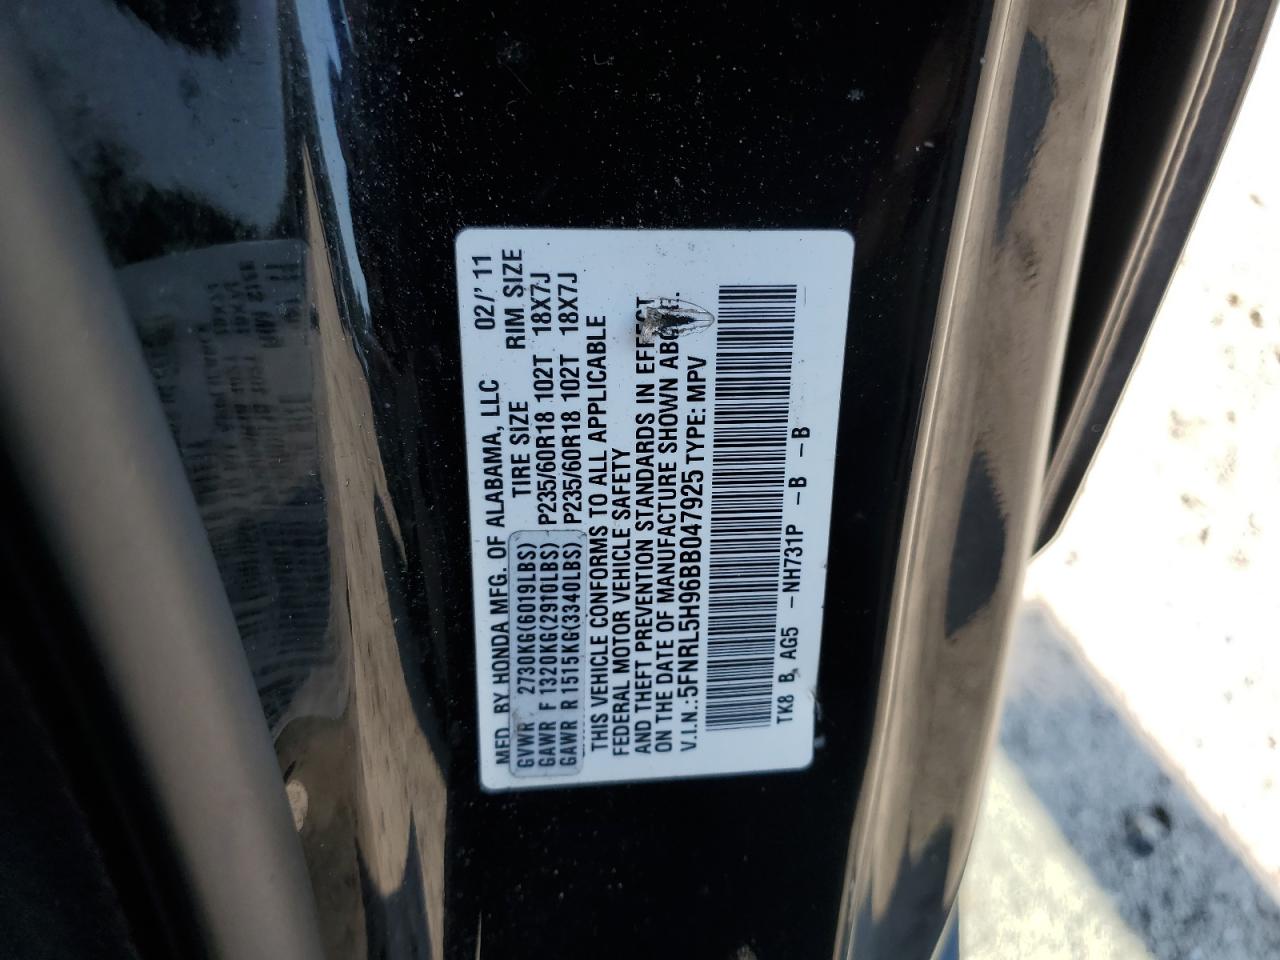 MFD. BY HONDA MFG. OF ALABAMA, LLC 02/' 11
GVWR 2730KG(6019LBS) TIRE SIZE RIM SIZE
GAWR F 1320KG(2910LBS) P235/60R18 102T 18X7J
GAWR R 1515KG(3340LBS) P235/60R18 102T 18X7J
THIS VEHICLE CONFORMS TO ALL APPLICABLE
FEDERAL MOTOR VEHICLE SAFETY
AND THEFT PREVENTION STANDARDS IN EFFECT
ON THE DATE OF MANUFACTURE SHOWN ABOVE.
V.I.N.:5FNRL5H96BB047925 TYPE: MPV
TK8 B AG5 -NH731P -B -B